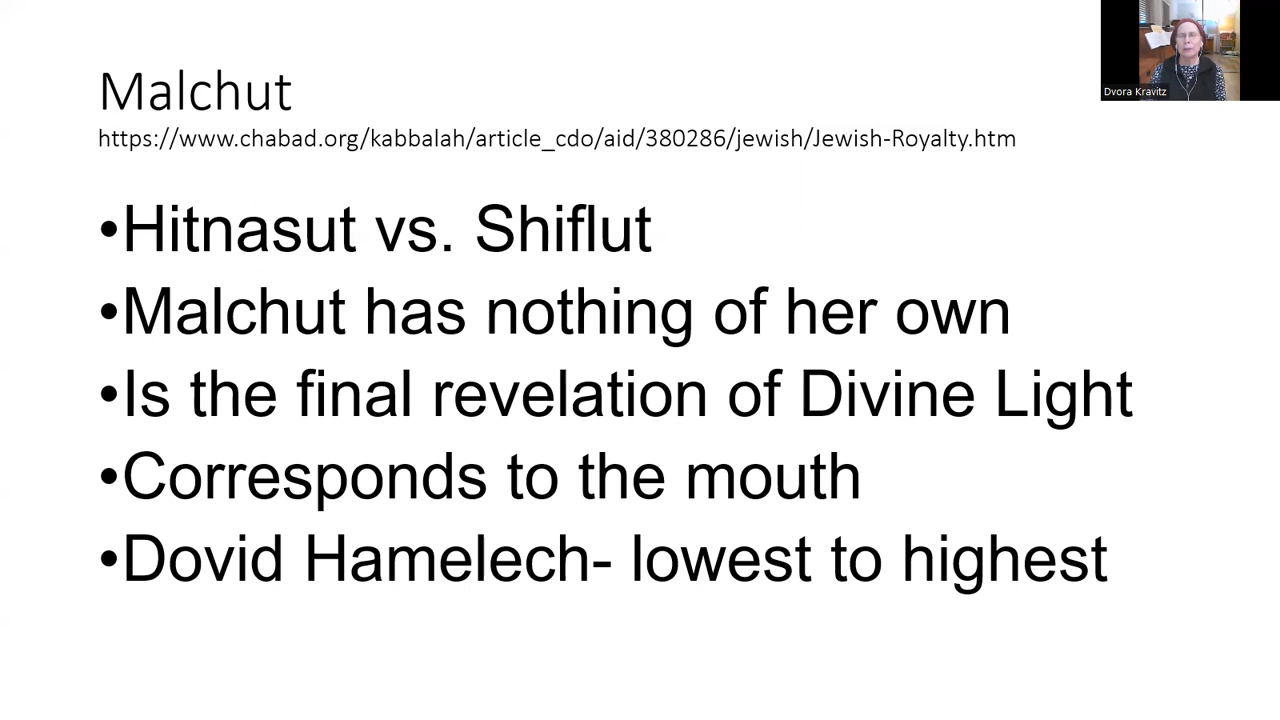 Malchut
https://www.chabad.org/kabbalah/article_cdo/aid/380286/jewish/Jewish-Royalty.htm
•Hitnasut vs. Shiflut
•Malchut has nothing of her own
•Is the final revelation of Divine Light
•Corresponds to the mouth
•Dovid Hamelech- lowest to highest
Dvora Kravitz